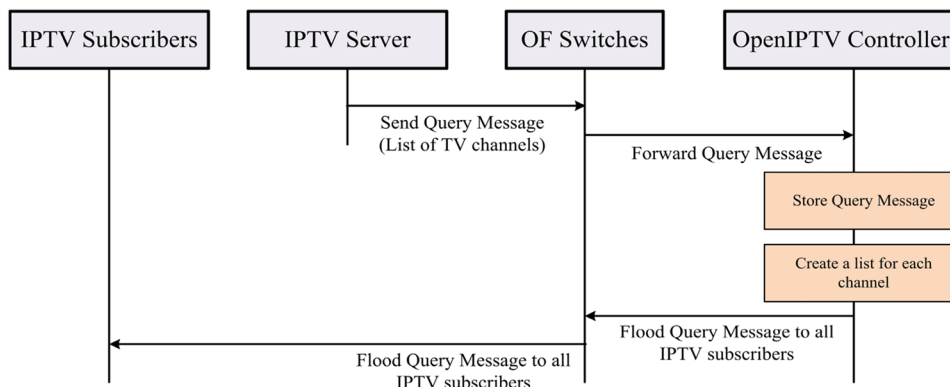 IPTV Subscribers
IPTV Server
OF Switches
OpenIPTV Controller
Send Query Message
(List of TV channels)
Forward Query Message
Store Query Message
Create a list for each
channel
Flood Query Message to all
IPTV subscribers
Flood Query Message to all
IPTV subscribers